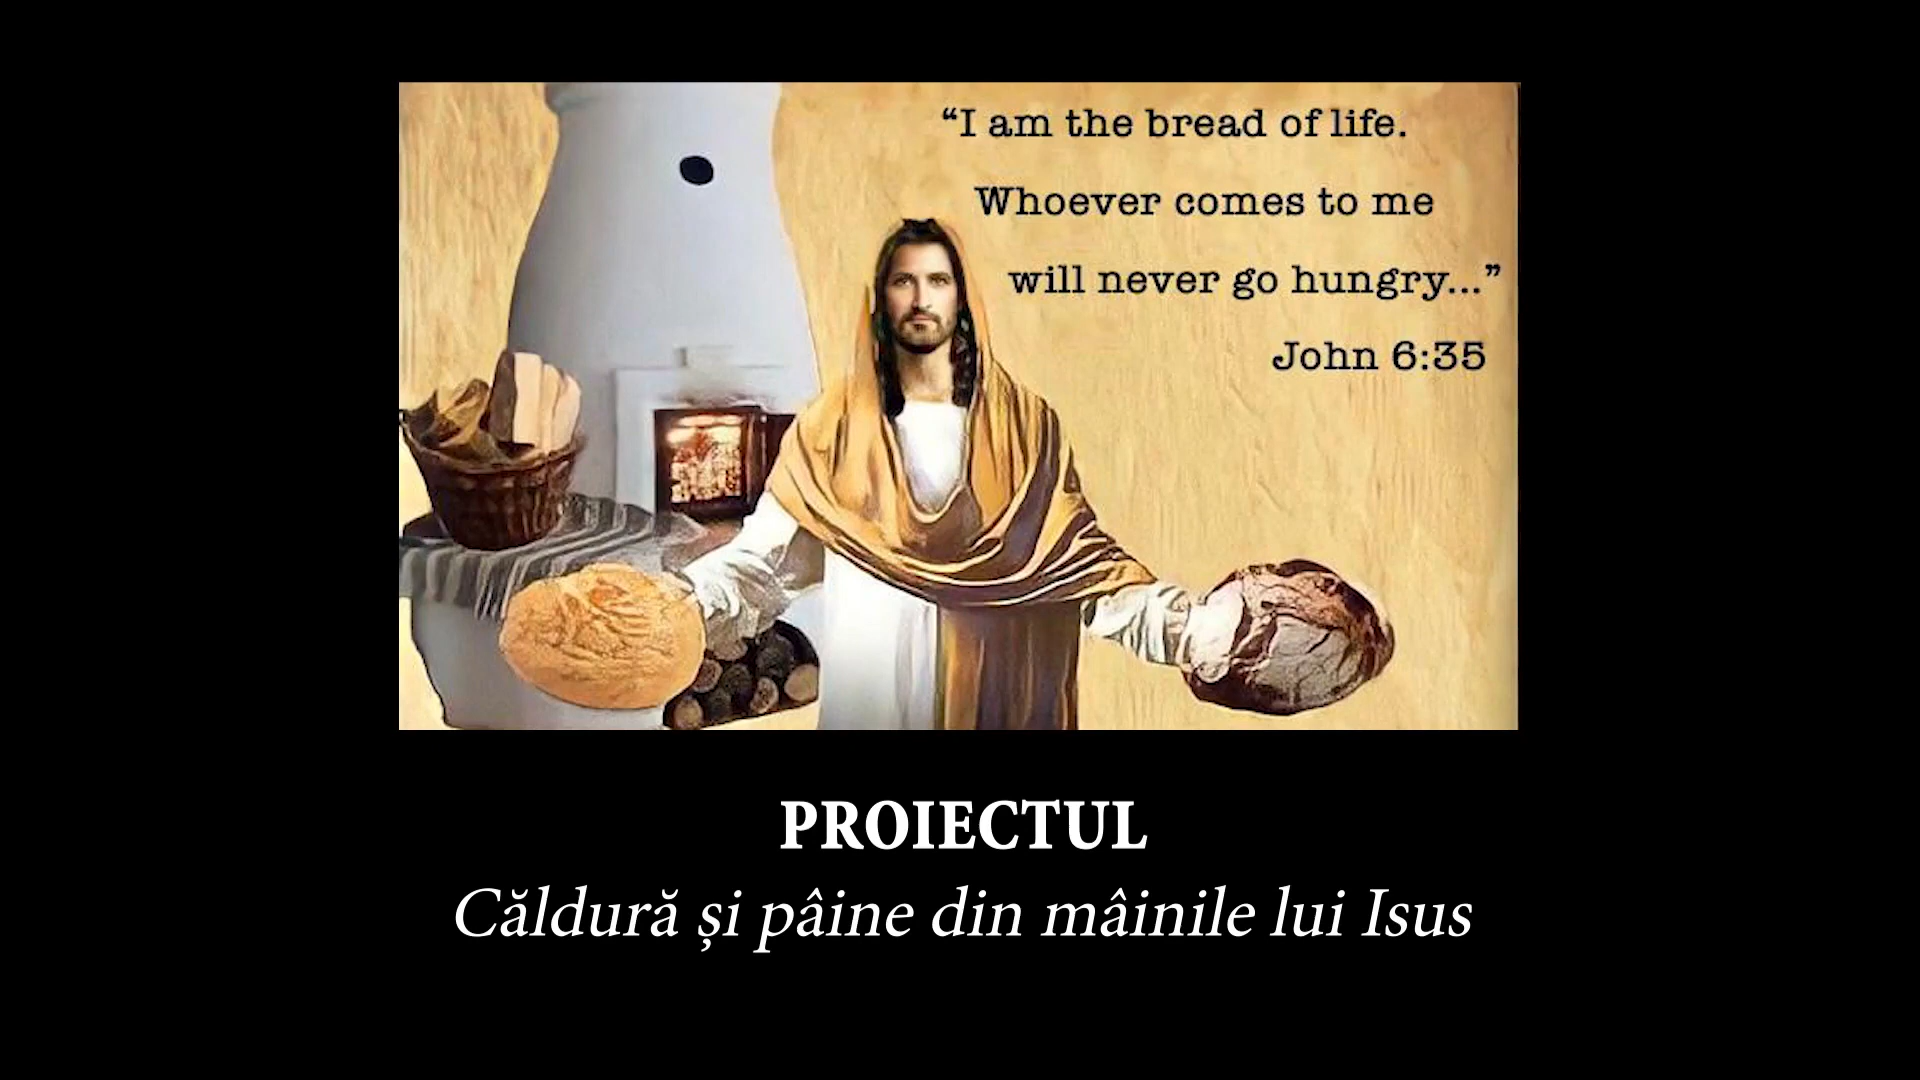 “I am the bread of life.
Whoever comes to me
will never go hungry...”
John 6:35
PROIECTUL
Căldură și pâine din mâinile lui Isus